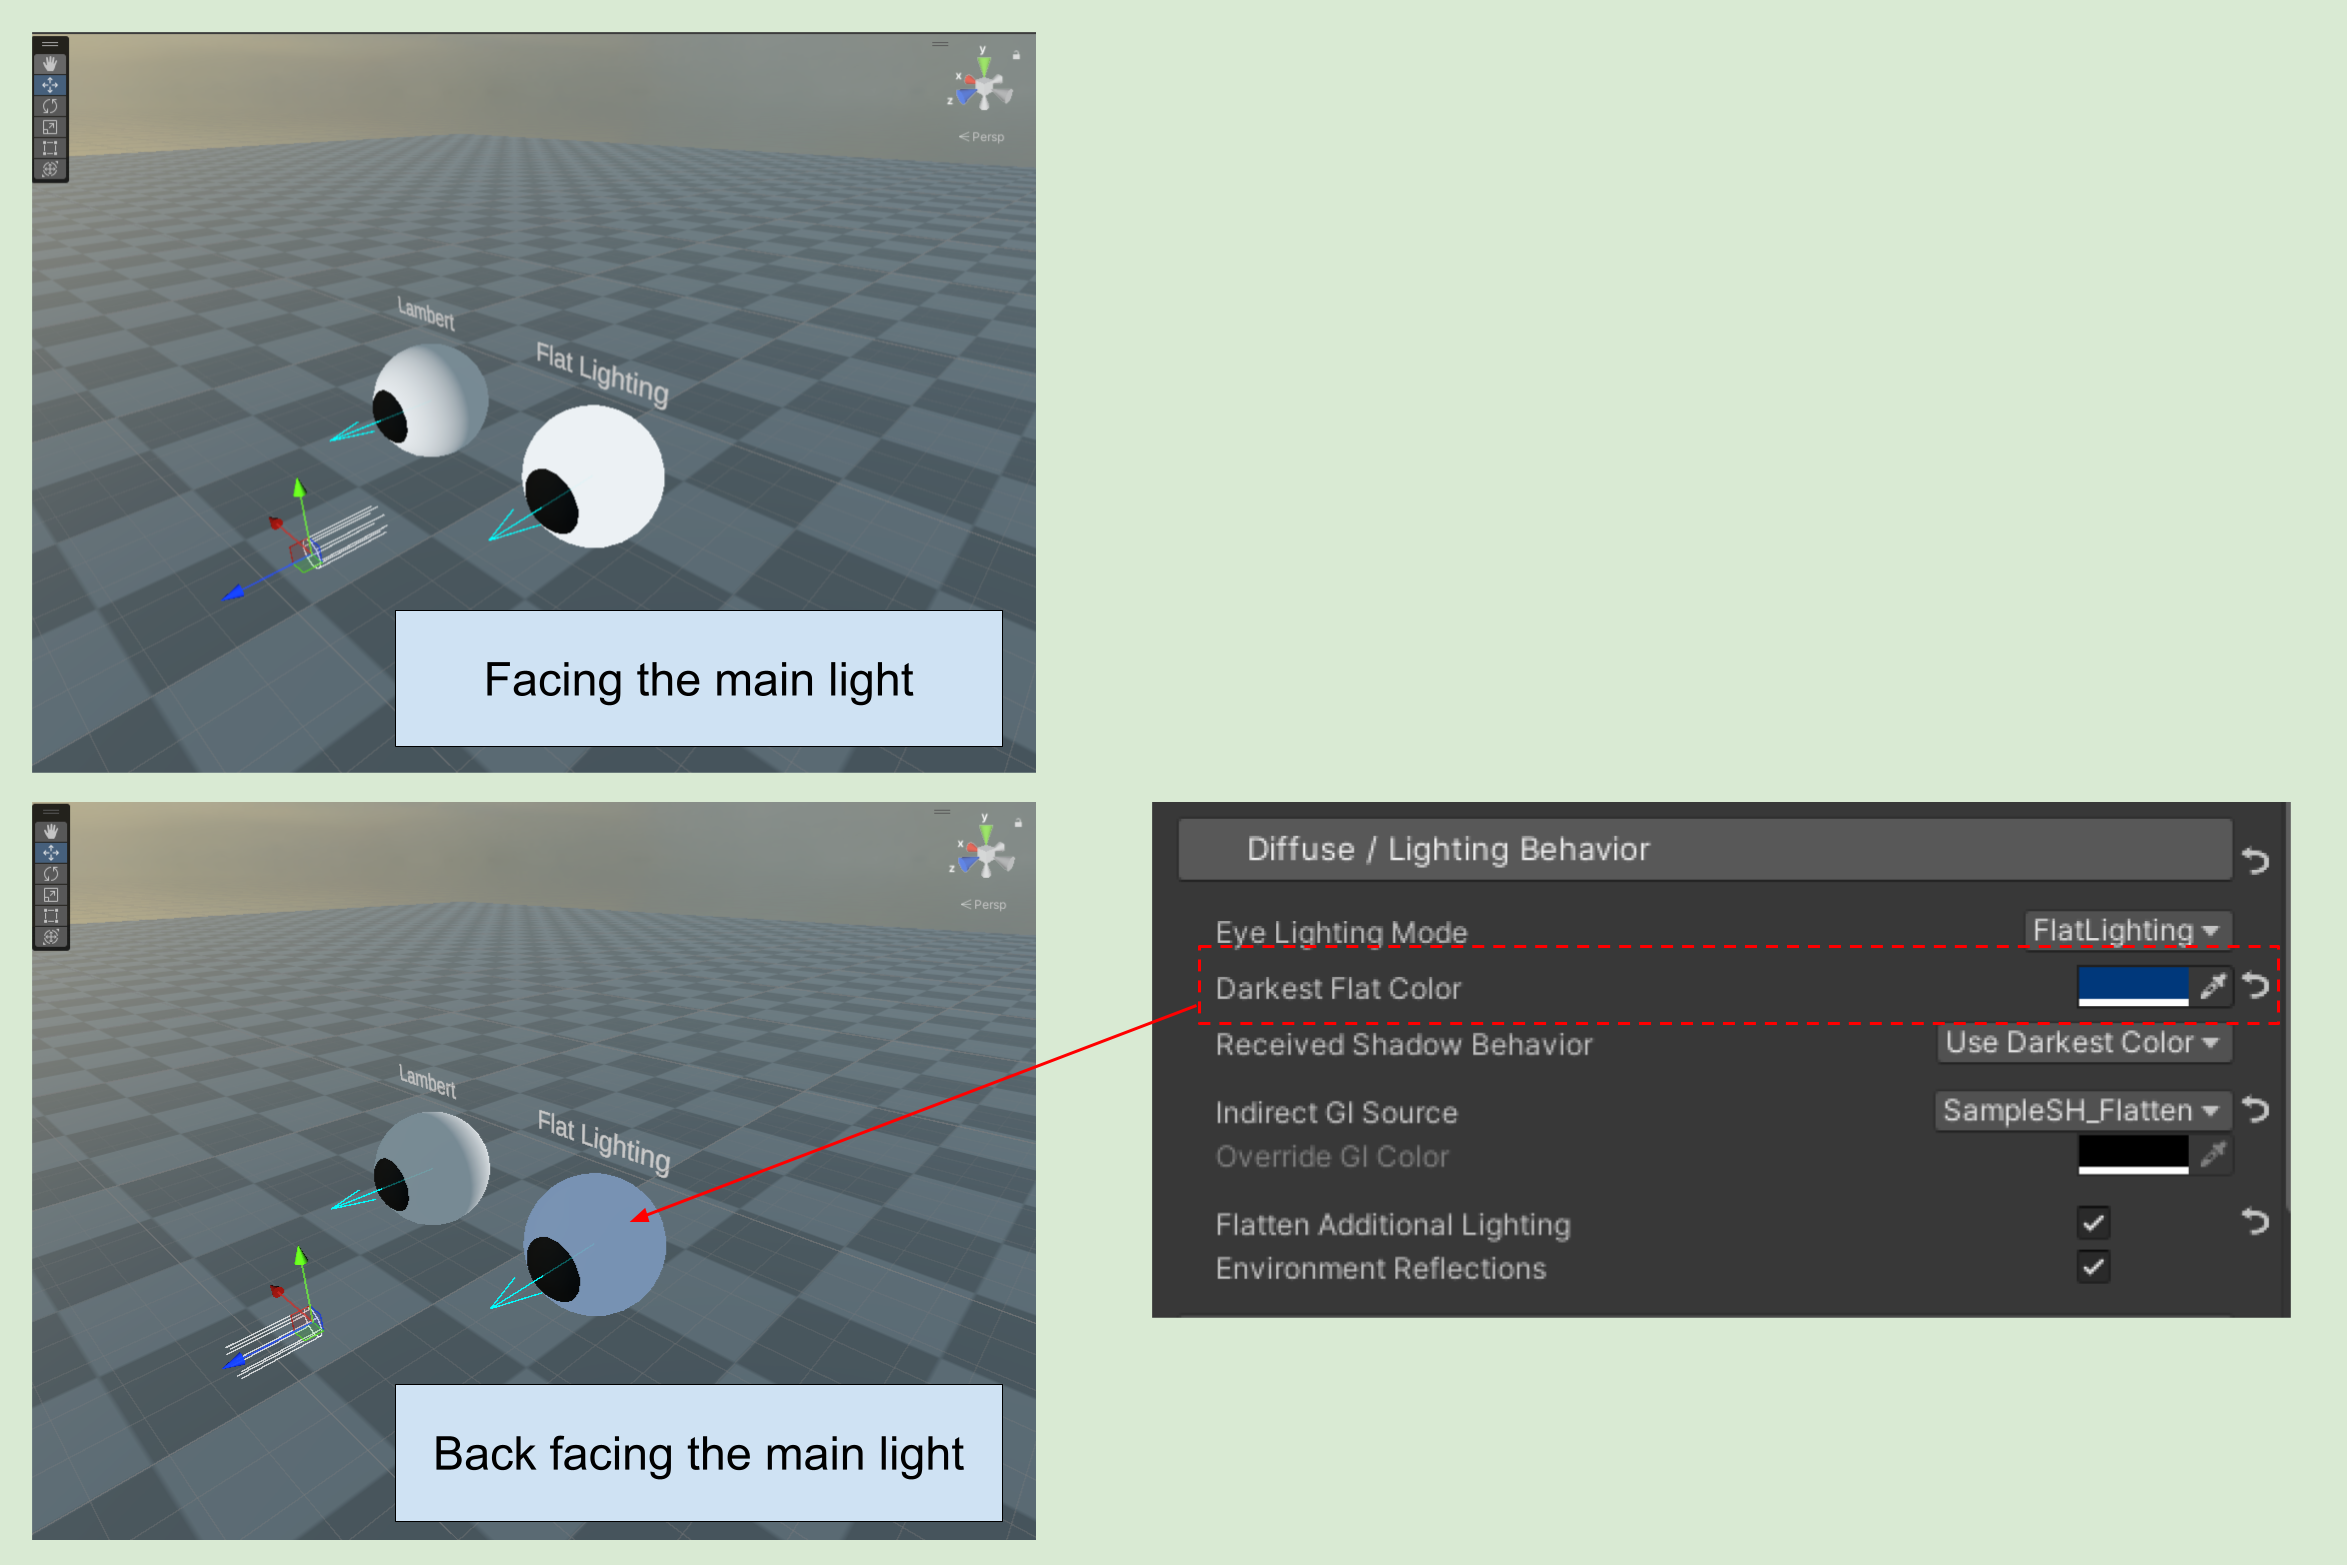 y
x
z
Persp
Lambert
Flat Lighting
Facing the main light
y
x
z
Persp
Lambert
Flat Lighting
Back facing the main light
Diffuse / Lighting Behavior
Eye Lighting Mode FlatLighting
Darkest Flat Color
Received Shadow Behavior Use Darkest Color
Indirect GI Source SampleSH_Flatten
Override GI Color
Flatten Additional Lighting
Environment Reflections